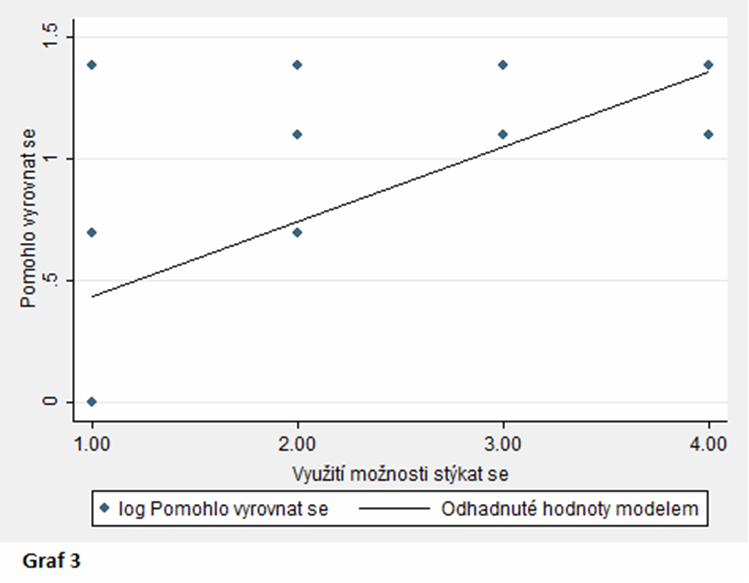 1.5
1
.5
0
Pomohlo vyrovnat se
1.00 2.00 3.00 4.00
Využití možnosti stýkat se
log Pomohlo vyrovnat se Odhadnuté hodnoty modelem
Graf 3